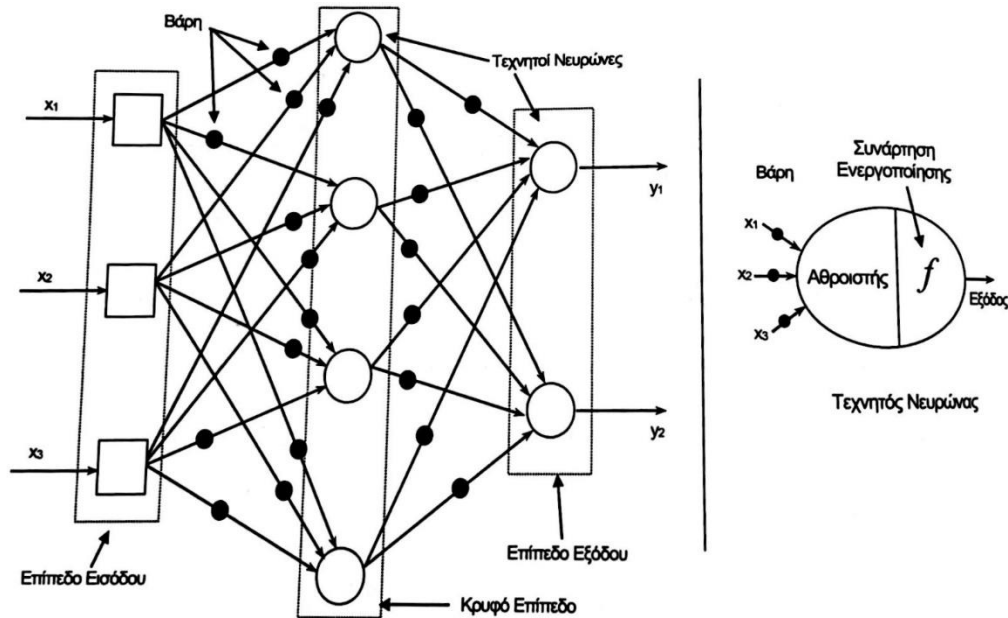 Βάρη
Τεχνητοί Νευρώνες
x₁
x₂
x₃
y₁
y₂
Επίπεδο Εισόδου
Κρυφό Επίπεδο
Επίπεδο Εξόδου
Συνάρτηση
Ενεργοποίησης
Βάρη
x₁
x₂
x₃
Αθροιστής
f
Εξόδος
Τεχνητός Νευρώνας